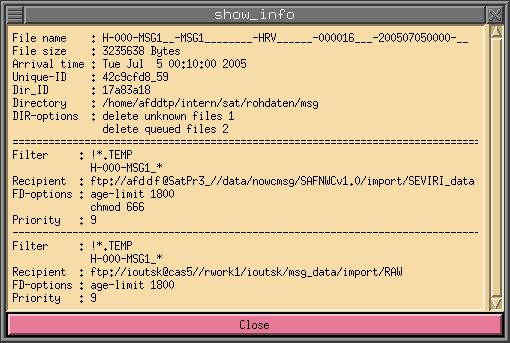 show_info
File name    : H-000-MSG1__-MSG1________-HRV______-000016___-200507050000-__
File size    : 3235638 Bytes
Arrival time : Tue Jul  5 00:10:00 2005
Unique-ID    : 42c9cfd8_59
Dir_ID       : 17a83a18
Directory    : /home/afddtp/intern/sat/rohdaten/msg
DIR-options  : delete unknown files 1
               delete queued files 2
Filter     : !*.TEMP
             H-000-MSG1_*
Recipient  : ftp://afdddf@SatPr3_//data/nowcmsg/SAFNWCv1.0/import/SEVIRI_data
FD-options : age-limit 1800
             chmod 666
Priority   : 9
Filter     : !*.TEMP
             H-000-MSG1_*
Recipient  : ftp://ioutsk@cas5//rwork1/ioutsk/msg_data/import/RAW
FD-options : age-limit 1800
Priority   : 9
Close